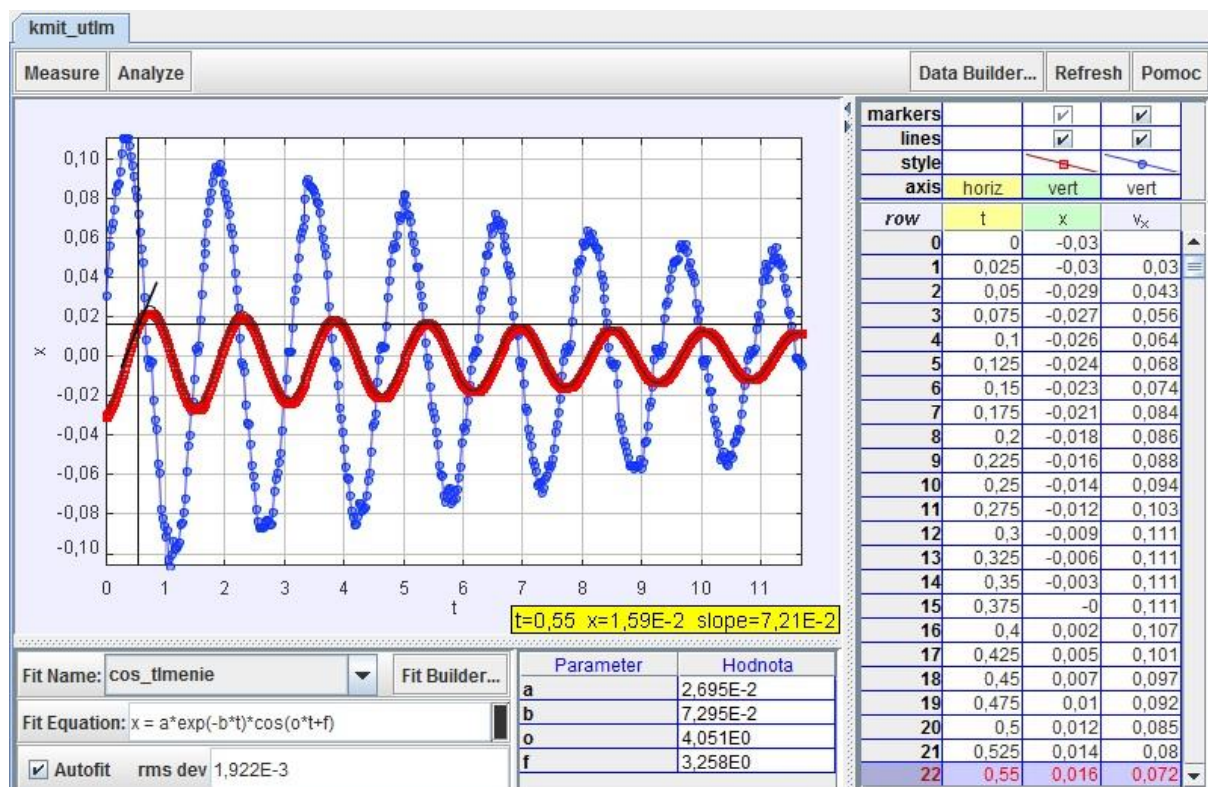 kmit_utlm
Measure Analyze Data Builder... Refresh Pomoc
0,10
0,08
0,06
0,04
0,02
0,00
-0,02
-0,04
-0,06
-0,08
-0,10
x
0 1 2 3 4 5 6 7 8 9 10 11
t
t=0,55 x=1,59E-2 slope=7,21E-2
markers
lines
style
axis horiz vert vert
row t x vx
0 0 -0,03
1 0,025 -0,03 0,03
2 0,05 -0,029 0,043
3 0,075 -0,027 0,056
4 0,1 -0,026 0,064
5 0,125 -0,024 0,068
6 0,15 -0,023 0,074
7 0,175 -0,021 0,084
8 0,2 -0,018 0,086
9 0,225 -0,016 0,088
10 0,25 -0,014 0,094
11 0,275 -0,012 0,103
12 0,3 -0,009 0,111
13 0,325 -0,006 0,111
14 0,35 -0,003 0,111
15 0,375 -0 0,111
16 0,4 0,002 0,107
17 0,425 0,005 0,101
18 0,45 0,007 0,097
19 0,475 0,01 0,092
20 0,5 0,012 0,085
21 0,525 0,014 0,08
22 0,55 0,016 0,072
Fit Name: cos_tlmenie Fit Builder...
Fit Equation: x = a*exp(-b*t)*cos(o*t+f)
Autofit rms dev 1,922E-3
Parameter Hodnota
a 2,695E-2
b 7,295E-2
o 4,051E0
f 3,258E0